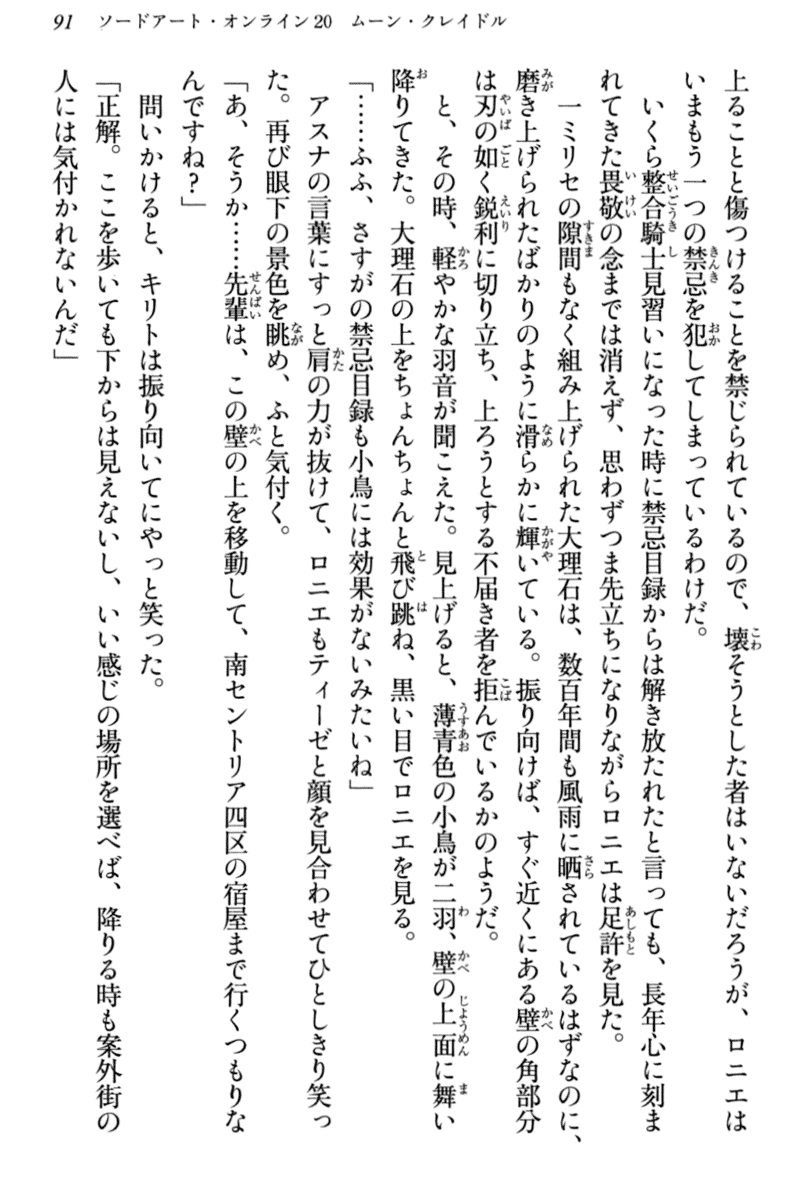 91 ソードアート・オンライン20 ムーン・クレイドル
上ることと傷つけることを禁じられているので、壊そうとした者はいないだろうが、ロニエは
いまもう一つの禁忌を犯してしまっているわけだ。
いくら整合騎士見習いになった時に禁忌目録からは解き放たれたと言っても、長年心に刻ま
れてきた畏敬の念までは消えず、思わずつま先立ちになりながらロニエは足許を見た。
一ミリセの隙間もなく組み上げられた大理石は、数百年間も風雨に晒されているはずなのに、
磨き上げられたばかりのように滑らかに輝いている。振り向けば、すぐ近くにある壁の角部分
は刃の如く鋭利に切り立ち、上ろうとする不届き者を拒んでいるかのようだ。
と、その時、軽やかな羽音が聞こえた。見上げると、薄青色の小鳥が二羽、壁の上面に舞い
降りてきた。大理石の上をちょんちょんと飛び跳ね、黒い目でロニエを見る。
「……ふふ、さすがの禁忌目録も小鳥には効果がないみたいね」
アスナの言葉にすっと肩の力が抜けて、ロニエもティーゼと顔を見合わせてひとしきり笑っ
た。再び眼下の景色を眺め、ふと気付く。
「あ、そうか……先輩は、この壁の上を移動して、南セントリア四区の宿屋まで行くつもりな
んですね？」
問いかけると、キリトは振り向いてにやっと笑った。
「正解。ここを歩いても下からは見えないし、いい感じの場所を選べば、降りる時も案外街の
人には気付かれないんだ」